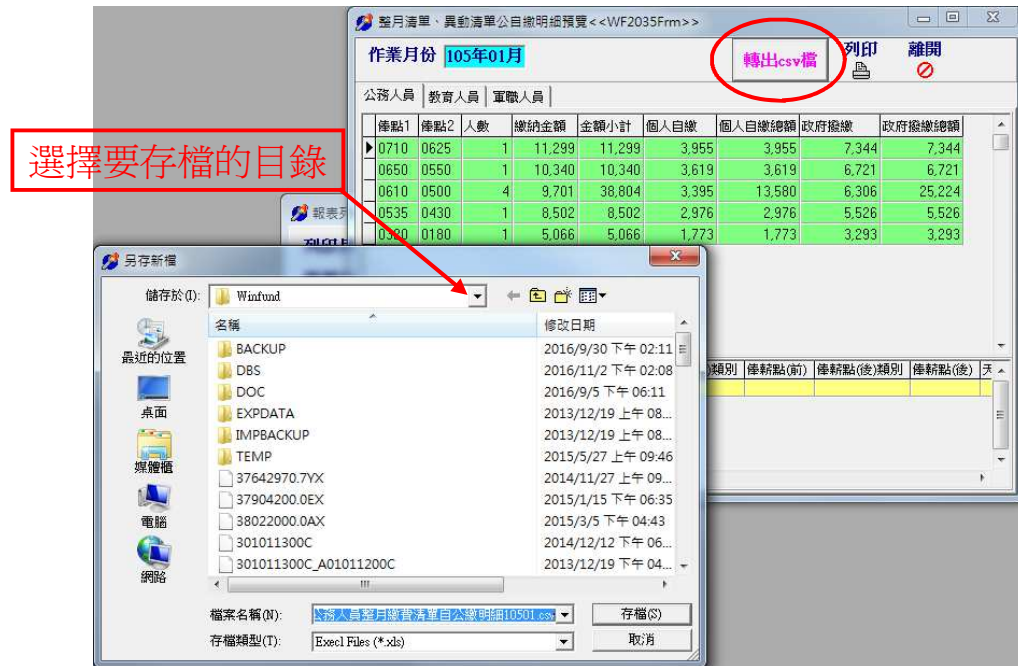 整月清單、異動清單公自繳明細預覽<<WF2035Frm>>
作業月份 105年01月
轉出csv檔 列印 離開
公務人員 教育人員 軍職人員
俸點1 俸點2 人數 繳納金額 金額小計 個人自繳 個人自繳總額 政府撥繳 政府撥繳總額
0710 0625 1 11,299 11,299 3,955 3,955 7,344 7,344
0650 0550 1 10,340 10,340 3,619 3,619 6,721 6,721
0610 0500 4 9,701 38,804 3,395 13,580 6,306 25,224
0535 0430 1 8,502 8,502 2,976 2,976 5,526 5,526
0320 0180 1 5,066 5,066 1,773 1,773 3,293 3,293
選擇要存檔的目錄
報表列
類別 俸薪點(前) 俸薪點(後)類別 俸薪點(後) 天
另存新檔
儲存於(I): Winfund
名稱 修改日期
BACKUP 2016/9/30 下午 02:11
DBS 2016/11/2 下午 02:08
DOC 2016/9/5 下午 06:11
EXPDATA 2013/12/19 上午 08...
IMPBACKUP 2013/12/19 上午 08...
TEMP 2015/5/27 上午 09:46
37642970.7YX 2014/11/27 上午 09...
37904200.0EX 2015/1/15 下午 06:35
38022000.0AX 2015/3/5 下午 04:43
301011300C 2014/12/12 下午 06...
301011300C_A01011200C 2013/12/19 下午 04...
最近的位置
桌面
媒體櫃
電腦
網路
檔案名稱(N): 公務人員整月繳費清單自公繳明細10501.csv 存檔(S)
存檔類型(T): Execl Files (*.xls) 取消